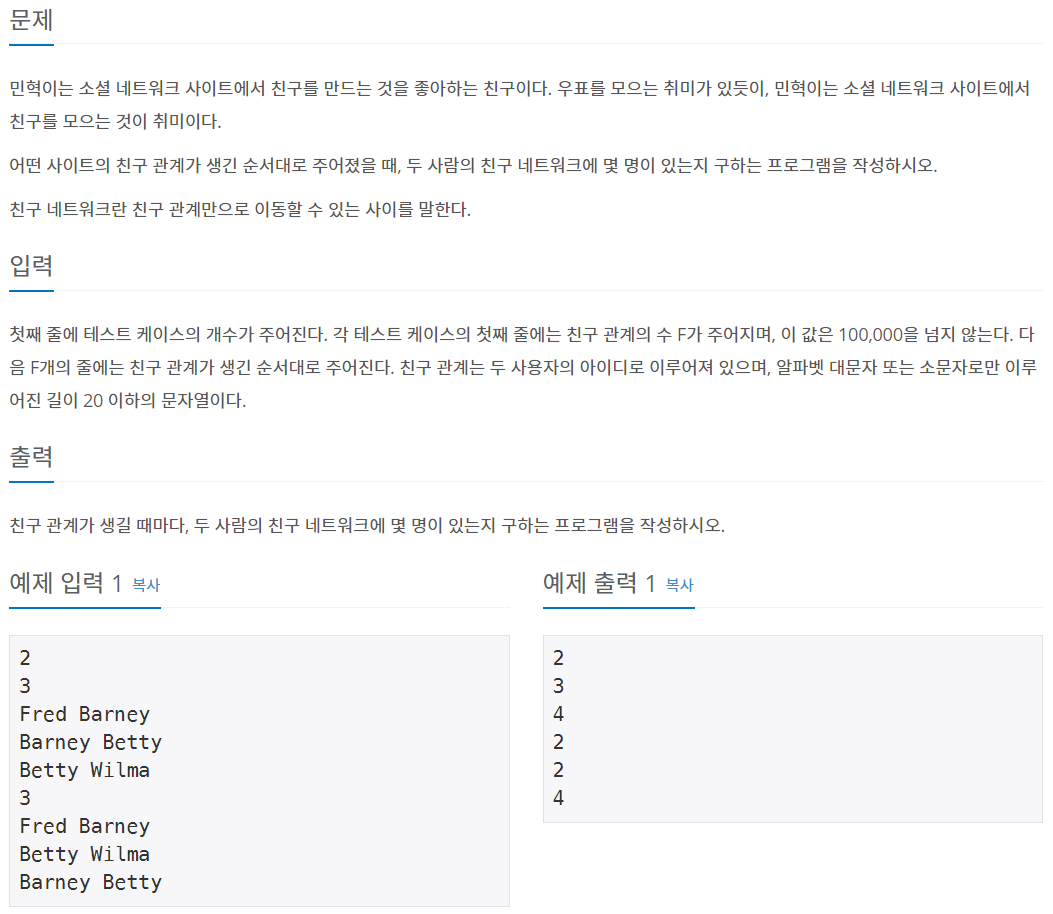 문제
민혁이는 소셜 네트워크 사이트에서 친구를 만드는 것을 좋아하는 친구이다. 우표를 모으는 취미가 있듯이, 민혁이는 소셜 네트워크 사이트에서
친구를 모으는 것이 취미이다.
어떤 사이트의 친구 관계가 생긴 순서대로 주어졌을 때, 두 사람의 친구 네트워크에 몇 명이 있는지 구하는 프로그램을 작성하시오.
친구 네트워크란 친구 관계만으로 이동할 수 있는 사이를 말한다.
입력
첫째 줄에 테스트 케이스의 개수가 주어진다. 각 테스트 케이스의 첫째 줄에는 친구 관계의 수 F가 주어지며, 이 값은 100,000을 넘지 않는다. 다
음 F개의 줄에는 친구 관계가 생긴 순서대로 주어진다. 친구 관계는 두 사용자의 아이디로 이루어져 있으며, 알파벳 대문자 또는 소문자로만 이루
어진 길이 20 이하의 문자열이다.
출력
친구 관계가 생길 때마다, 두 사람의 친구 네트워크에 몇 명이 있는지 구하는 프로그램을 작성하시오.
예제 입력 1 복사
2
3
Fred Barney
Barney Betty
Betty Wilma
3
Fred Barney
Betty Wilma
Barney Betty
예제 출력 1 복사
2
3
4
2
2
4